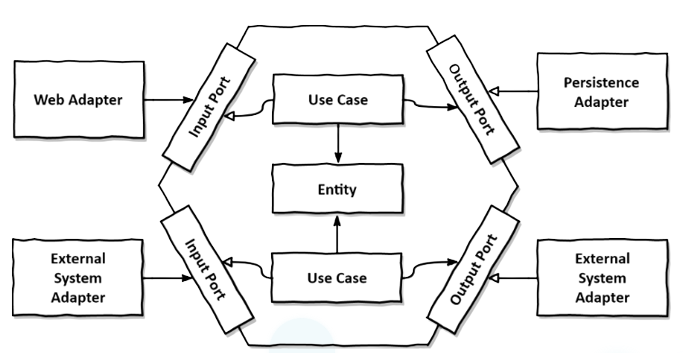 Web Adapter
Input Port
Use Case
Output Port
Persistence
Adapter
Entity
External
System
Adapter
Input Port
Use Case
Output Port
External
System
Adapter